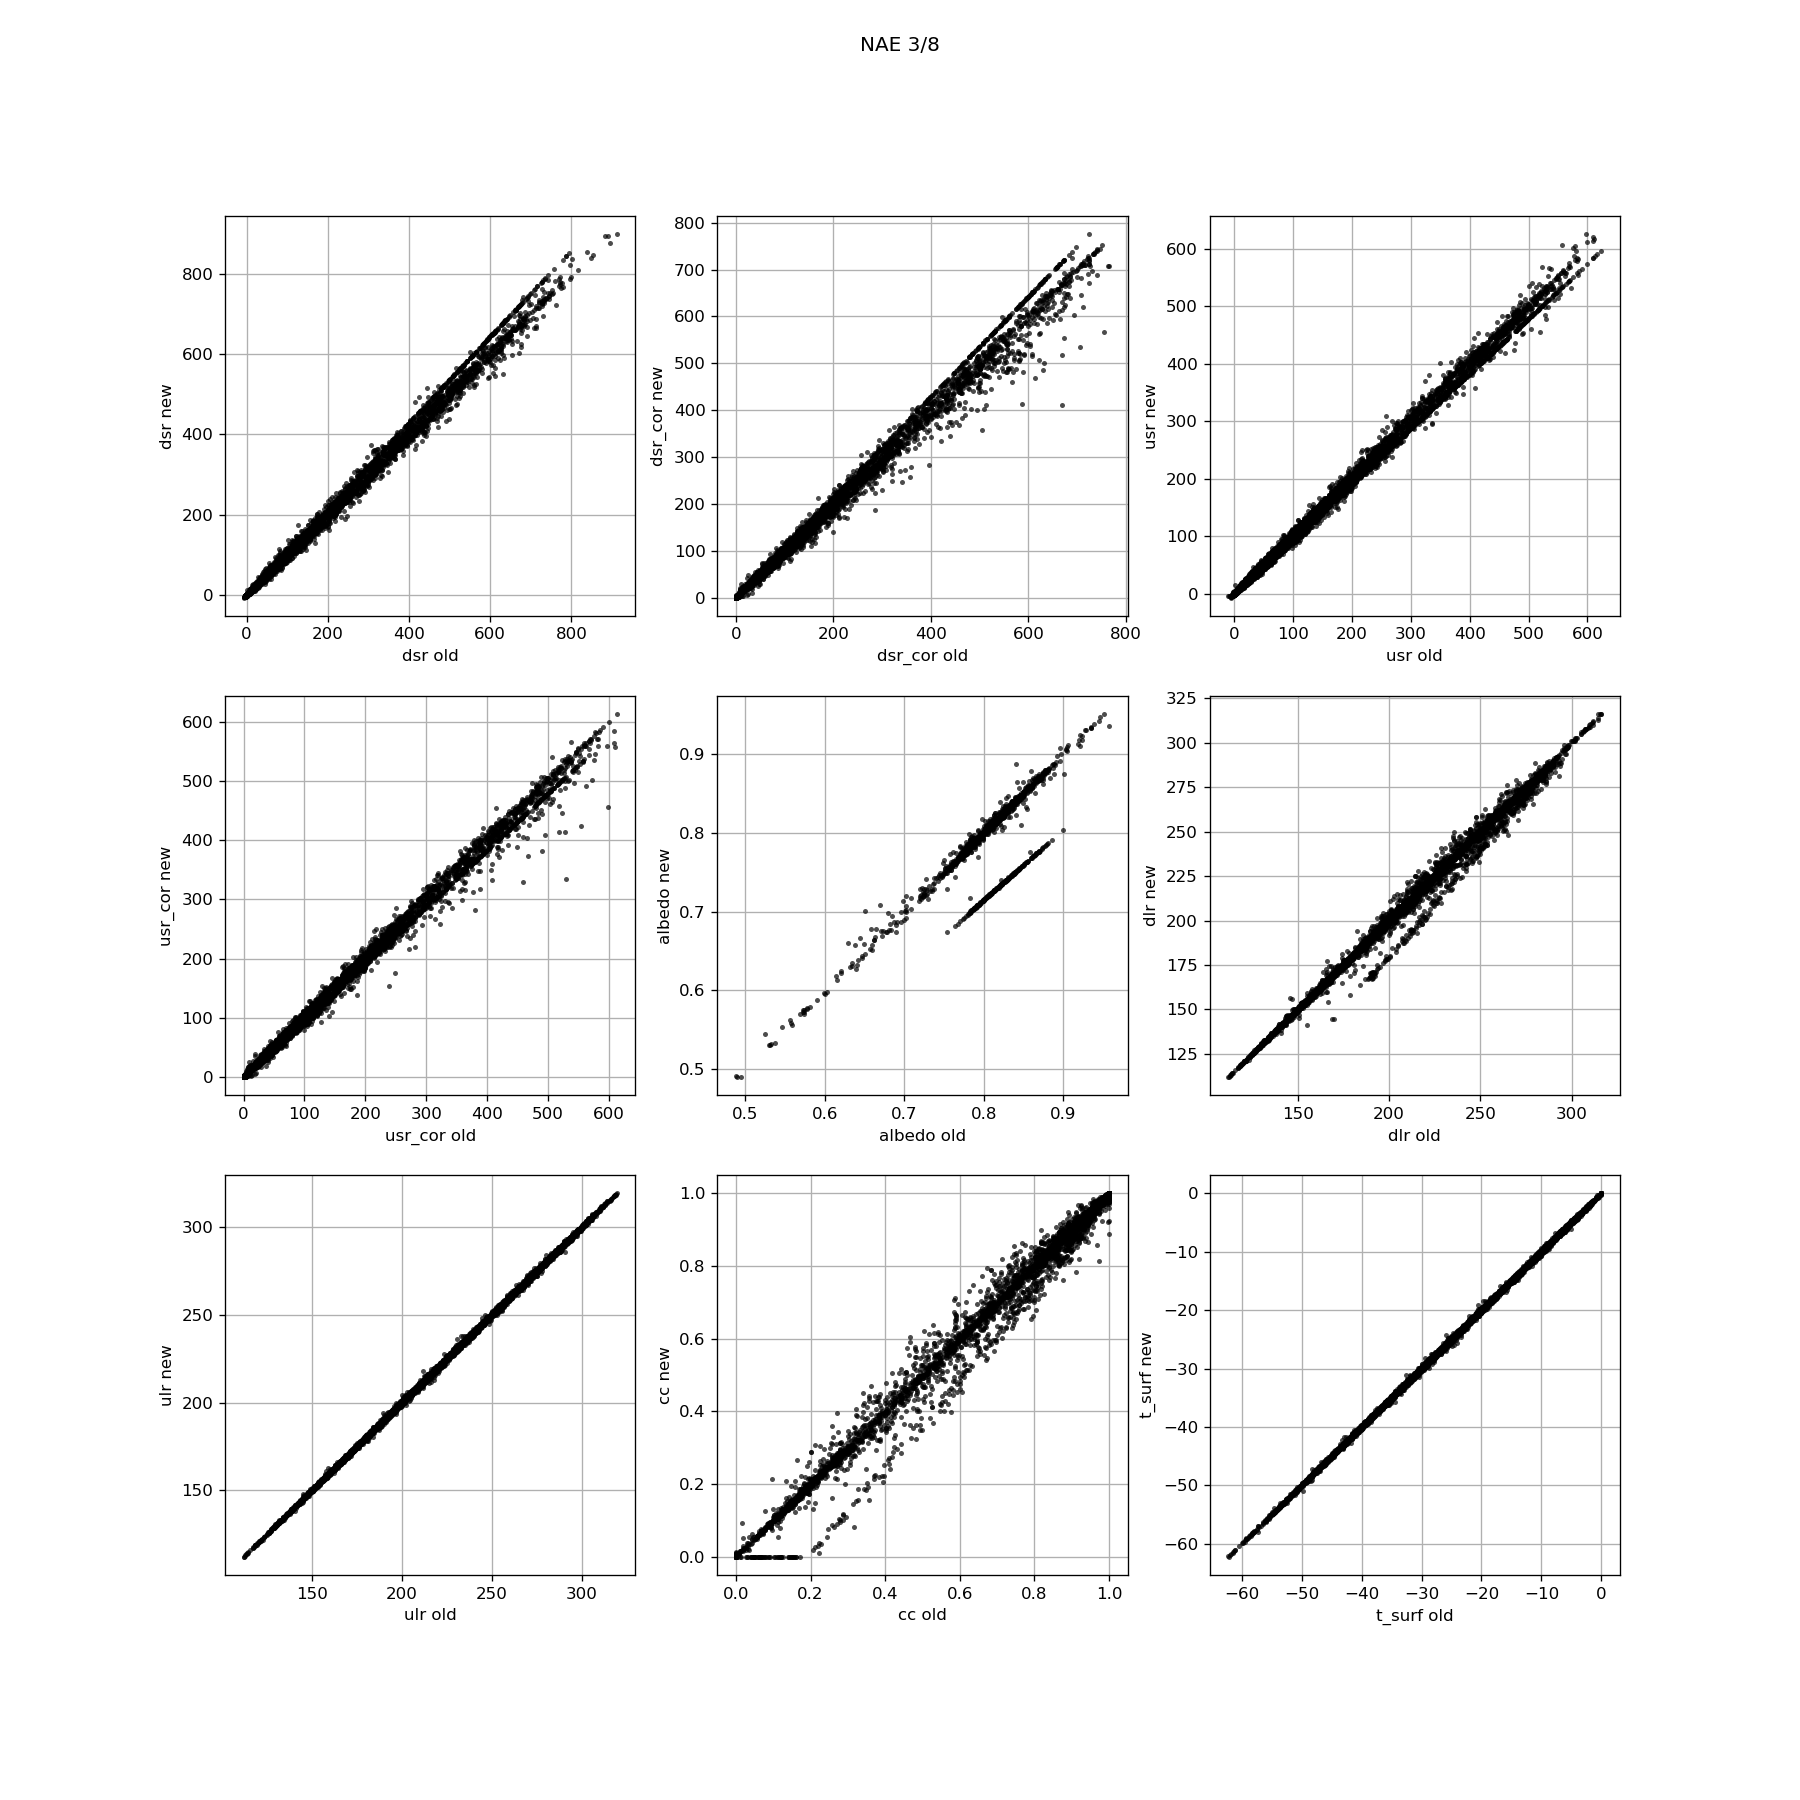 NAE 3/8
dsr new
800
600
400
200
0
0 200 400 600 800
dsr old
dsr_cor new
800
700
600
500
400
300
200
100
0
0 200 400 600 800
dsr_cor old
usr new
600
500
400
300
200
100
0
0 100 200 300 400 500 600
usr old
usr_cor new
600
500
400
300
200
100
0
0 100 200 300 400 500 600
usr_cor old
albedo new
0.9
0.8
0.7
0.6
0.5
0.5 0.6 0.7 0.8 0.9
albedo old
dlr new
325
300
275
250
225
200
175
150
125
150 200 250 300
dlr old
ulr new
300
250
200
150
150 200 250 300
ulr old
cc new
1.0
0.8
0.6
0.4
0.2
0.0
0.0 0.2 0.4 0.6 0.8 1.0
cc old
t_surf new
0
−10
−20
−30
−40
−50
−60
−60 −50 −40 −30 −20 −10 0
t_surf old